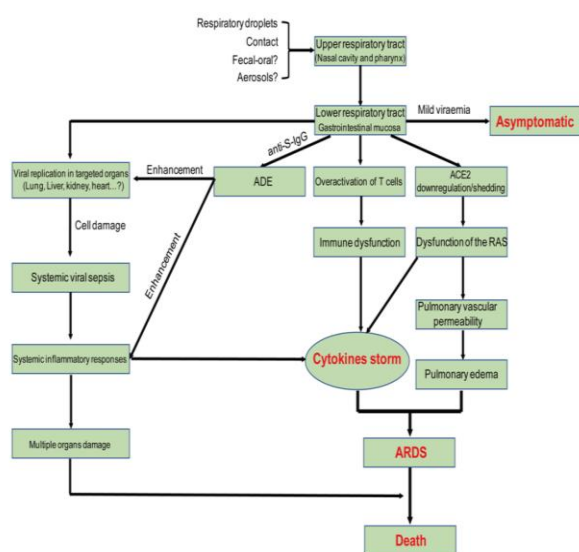 Respiratory droplets
Contact
Fecal-oral?
Aerosols?
Upper respiratory tract
(Nasal cavity and pharynx)
Lower respiratory tract
Gastrointestinal mucosa
Mild viraemia
Asymptomatic
anti-S-IgG
Viral replication in targeted organs
(Lung, Liver, kidney, heart...?)
Enhancement
ADE
Overactivation of T cells
ACE2
downregulation/shedding
Cell damage
Enhancement
Immune dysfunction
Dysfunction of the RAS
Systemic viral sepsis
Pulmonary vascular
permeability
Systemic inflammatory responses
Cytokines storm
Pulmonary edema
Multiple organs damage
ARDS
Death